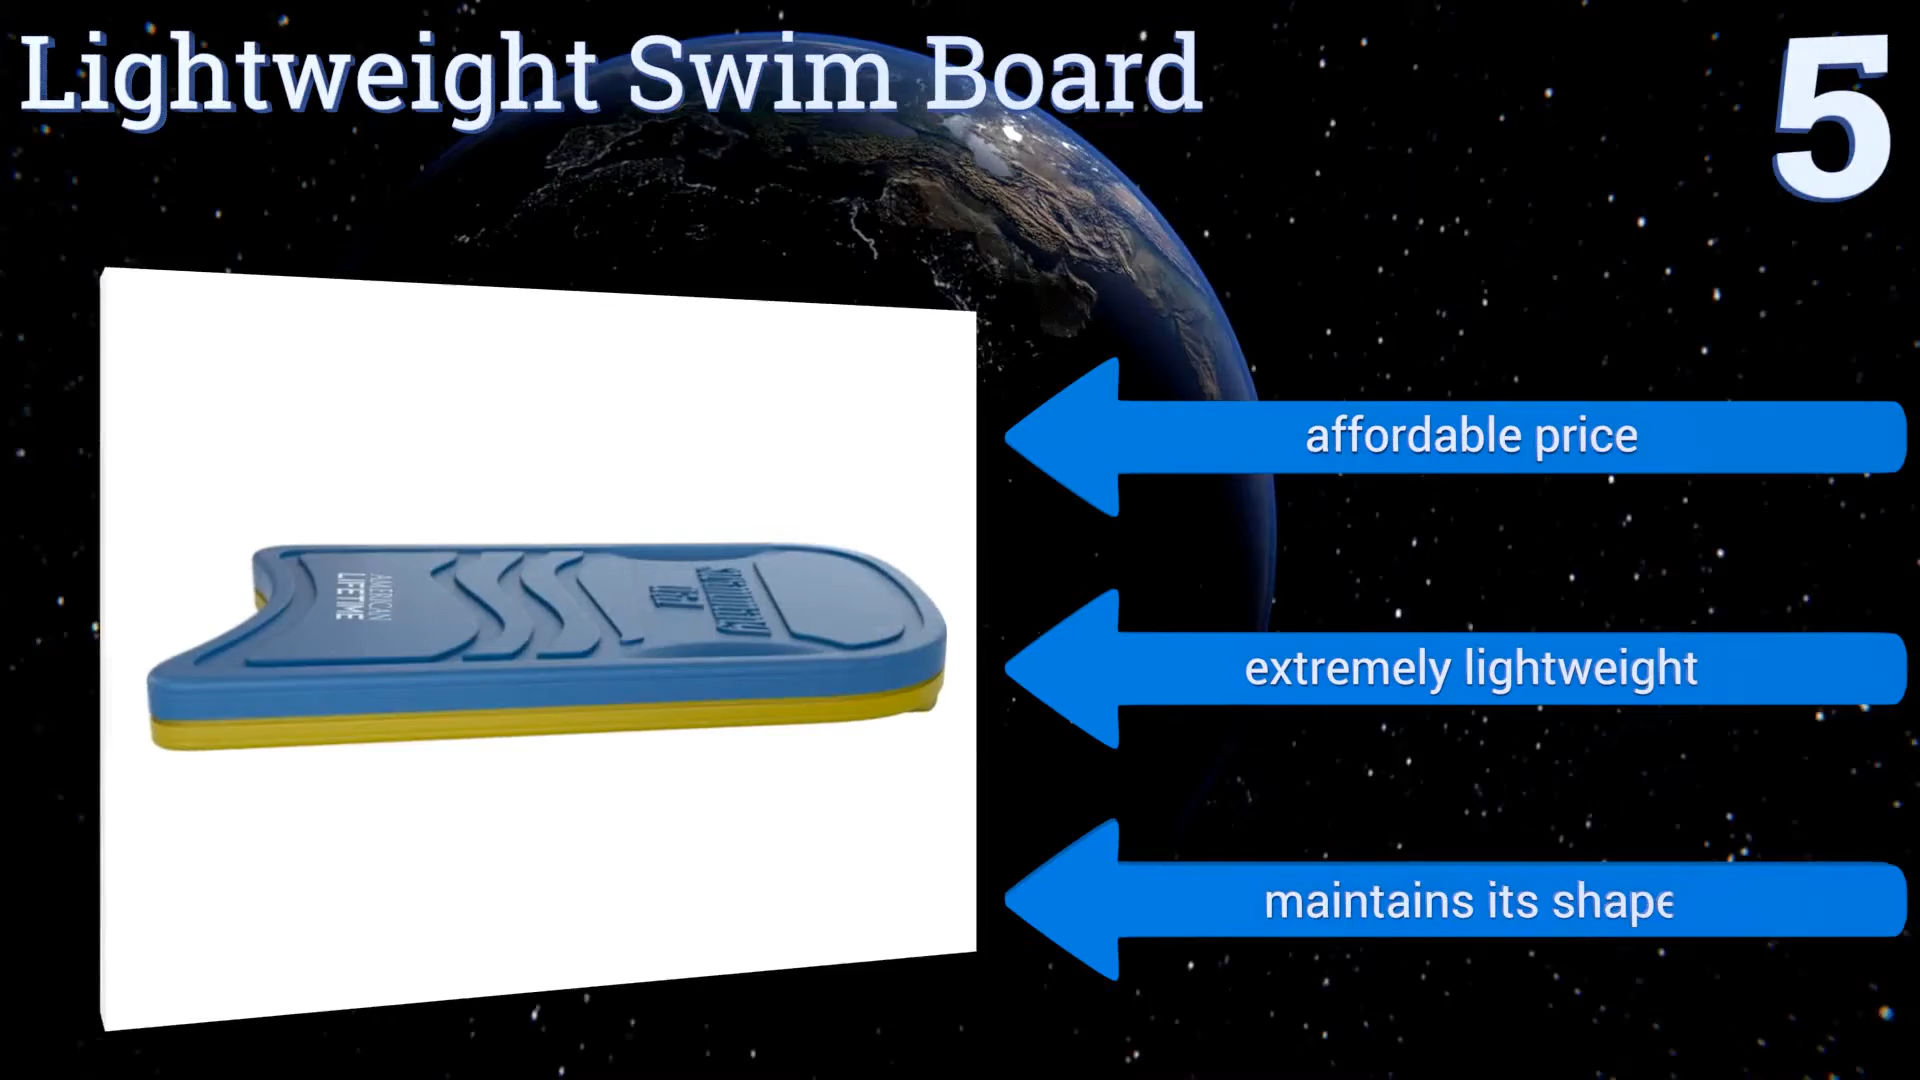 Lightweight Swim Board
5
affordable price
extremely lightweight
maintains its shape
AMERICAN
LIFETIME